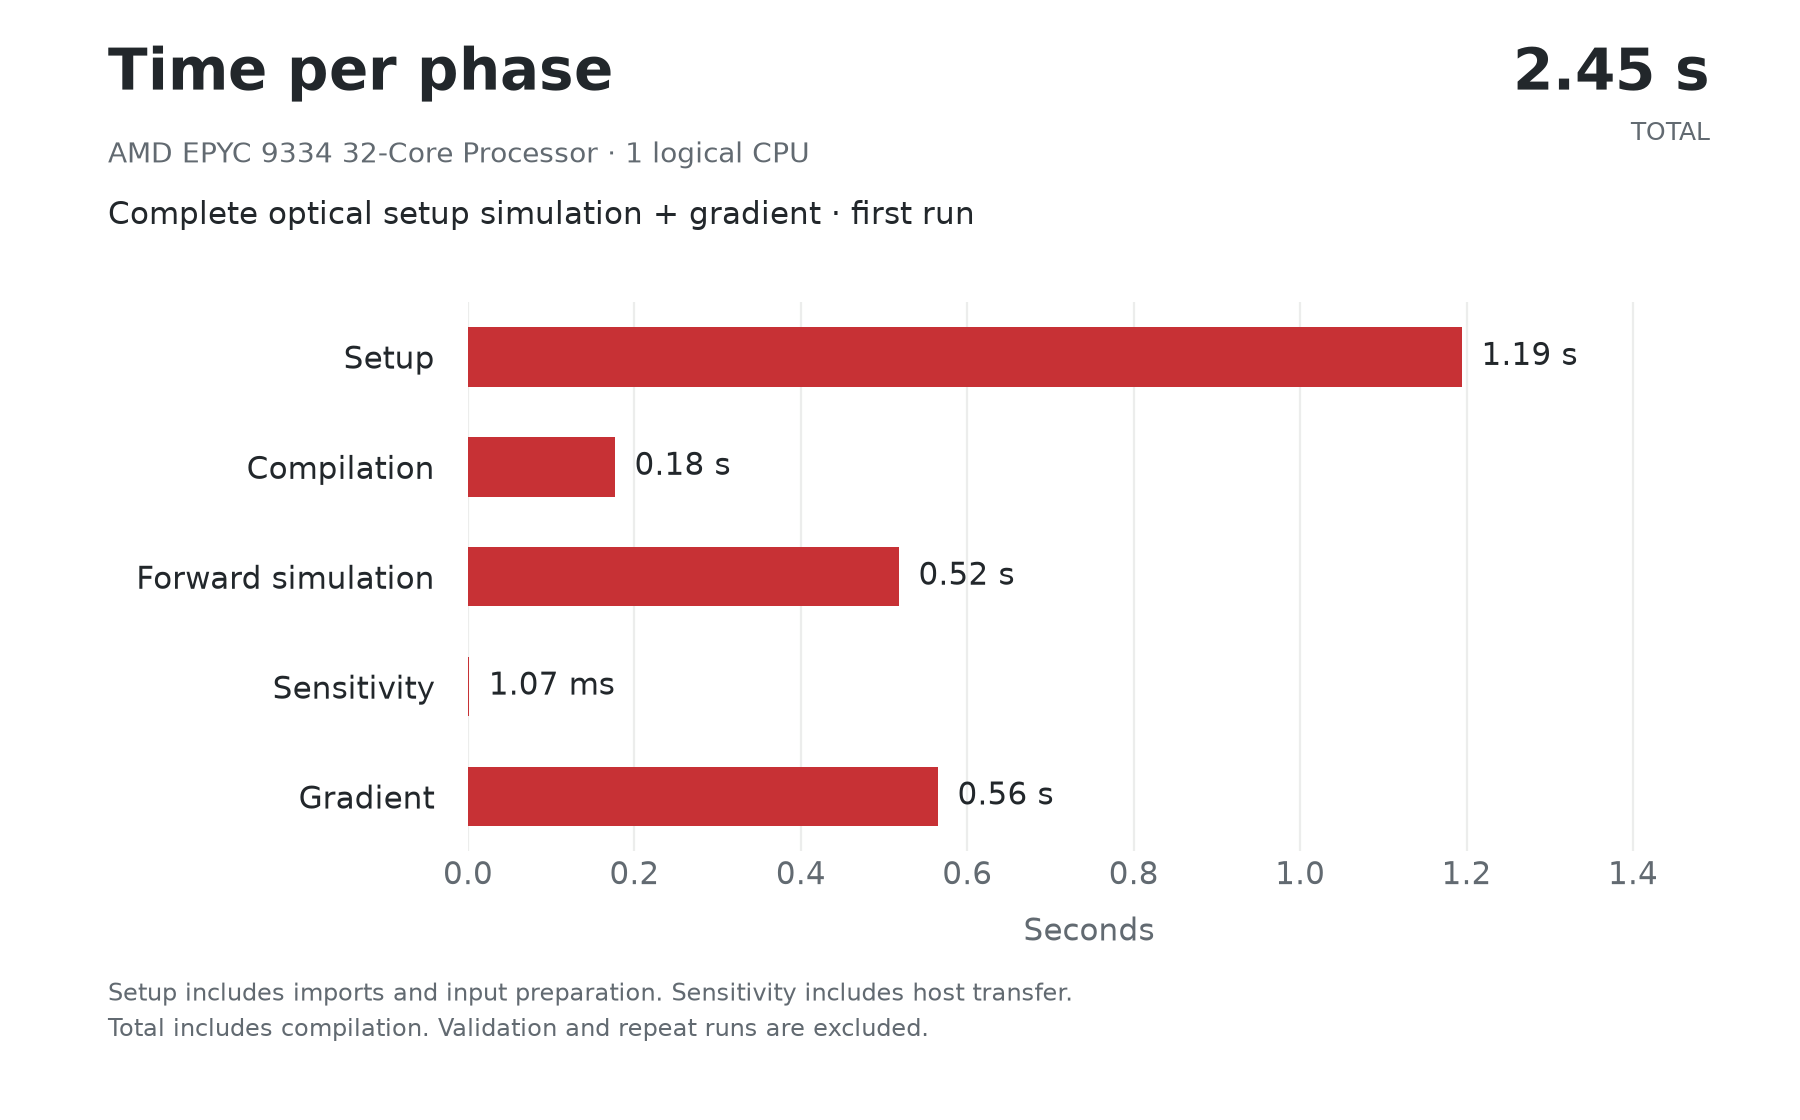 Time per phase
2.45 s
TOTAL
AMD EPYC 9334 32-Core Processor · 1 logical CPU
Complete optical setup simulation + gradient · first run
Setup
1.19 s
Compilation
0.18 s
Forward simulation
0.52 s
Sensitivity
1.07 ms
Gradient
0.56 s
0.0 0.2 0.4 0.6 0.8 1.0 1.2 1.4
Seconds
Setup includes imports and input preparation. Sensitivity includes host transfer.
Total includes compilation. Validation and repeat runs are excluded.